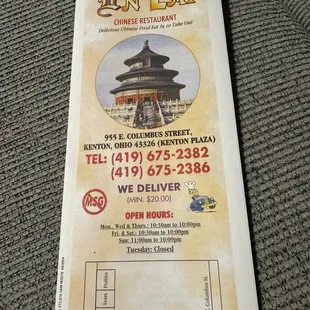 CHINESE RESTAURANT
Delicious Chinese Food Eat In or Take Out
955 E. COLUMBUS STREET,
KENTON, OHIO 43326 (KENTON PLAZA)
TEL: (419) 675-2382
(419) 675-2386
WE DELIVER
(MIN. $20.00)
MSG
OPEN HOURS:
Mon., Wed & Thurs.: 10:30am to 10:00pm
Fri. & Sat.: 10:30am to 10:00pm
Sun: 11:00am to 10:00pm
Tuesday: Closed
Sears
Peebles
Columbus St.